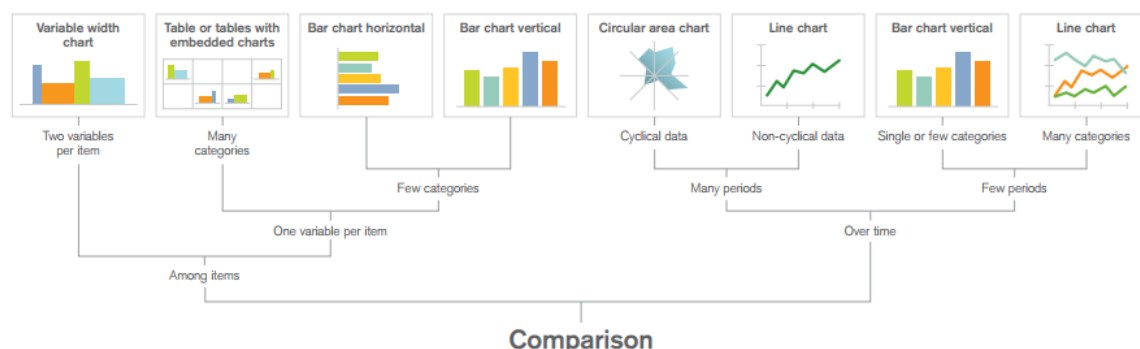 Variable width
chart
Table or tables with
embedded charts
Bar chart horizontal
Bar chart vertical
Circular area chart
Line chart
Bar chart vertical
Line chart
Two variables
per item
Many
categories
Cyclical data
Non-cyclical data
Single or few categories
Many categories
Few categories
Many periods
Few periods
One variable per item
Over time
Among items
Comparison